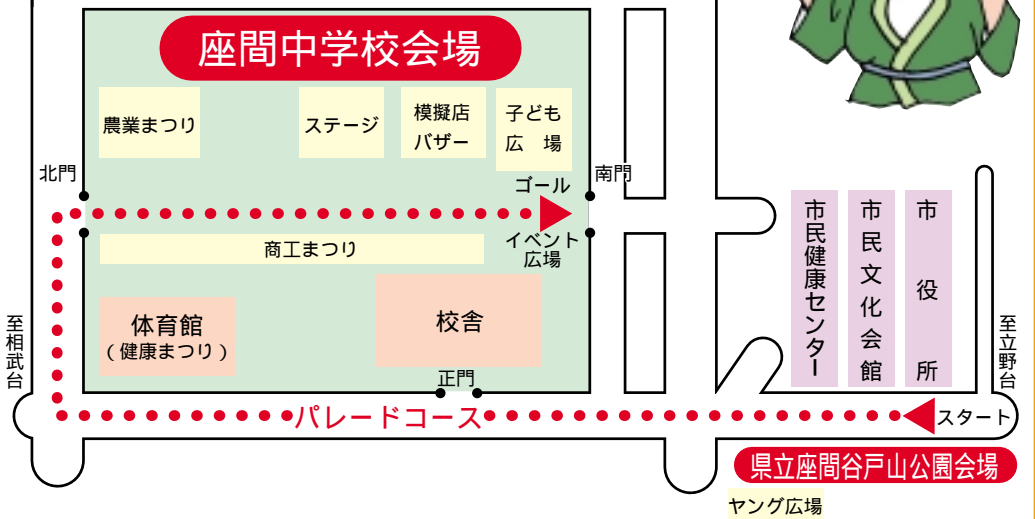 座間中学校会場
農業まつり
ステージ
模擬店
バザー
子ども
広　場
北門
南門
ゴール
イベント
広場
商工まつり
体育館
(健康まつり)
校舎
正門
至相武台
パレードコース
市民健康センター
市民文化会館
市役所
至立野台
スタート
県立座間谷戸山公園会場
ヤング広場